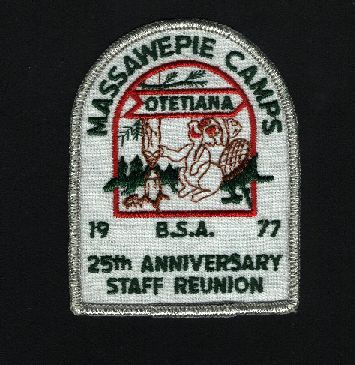 MASSAWEPIE CAMPS
OTETIANA
19 B.S.A. 77
25th ANNIVERSARY
STAFF REUNION